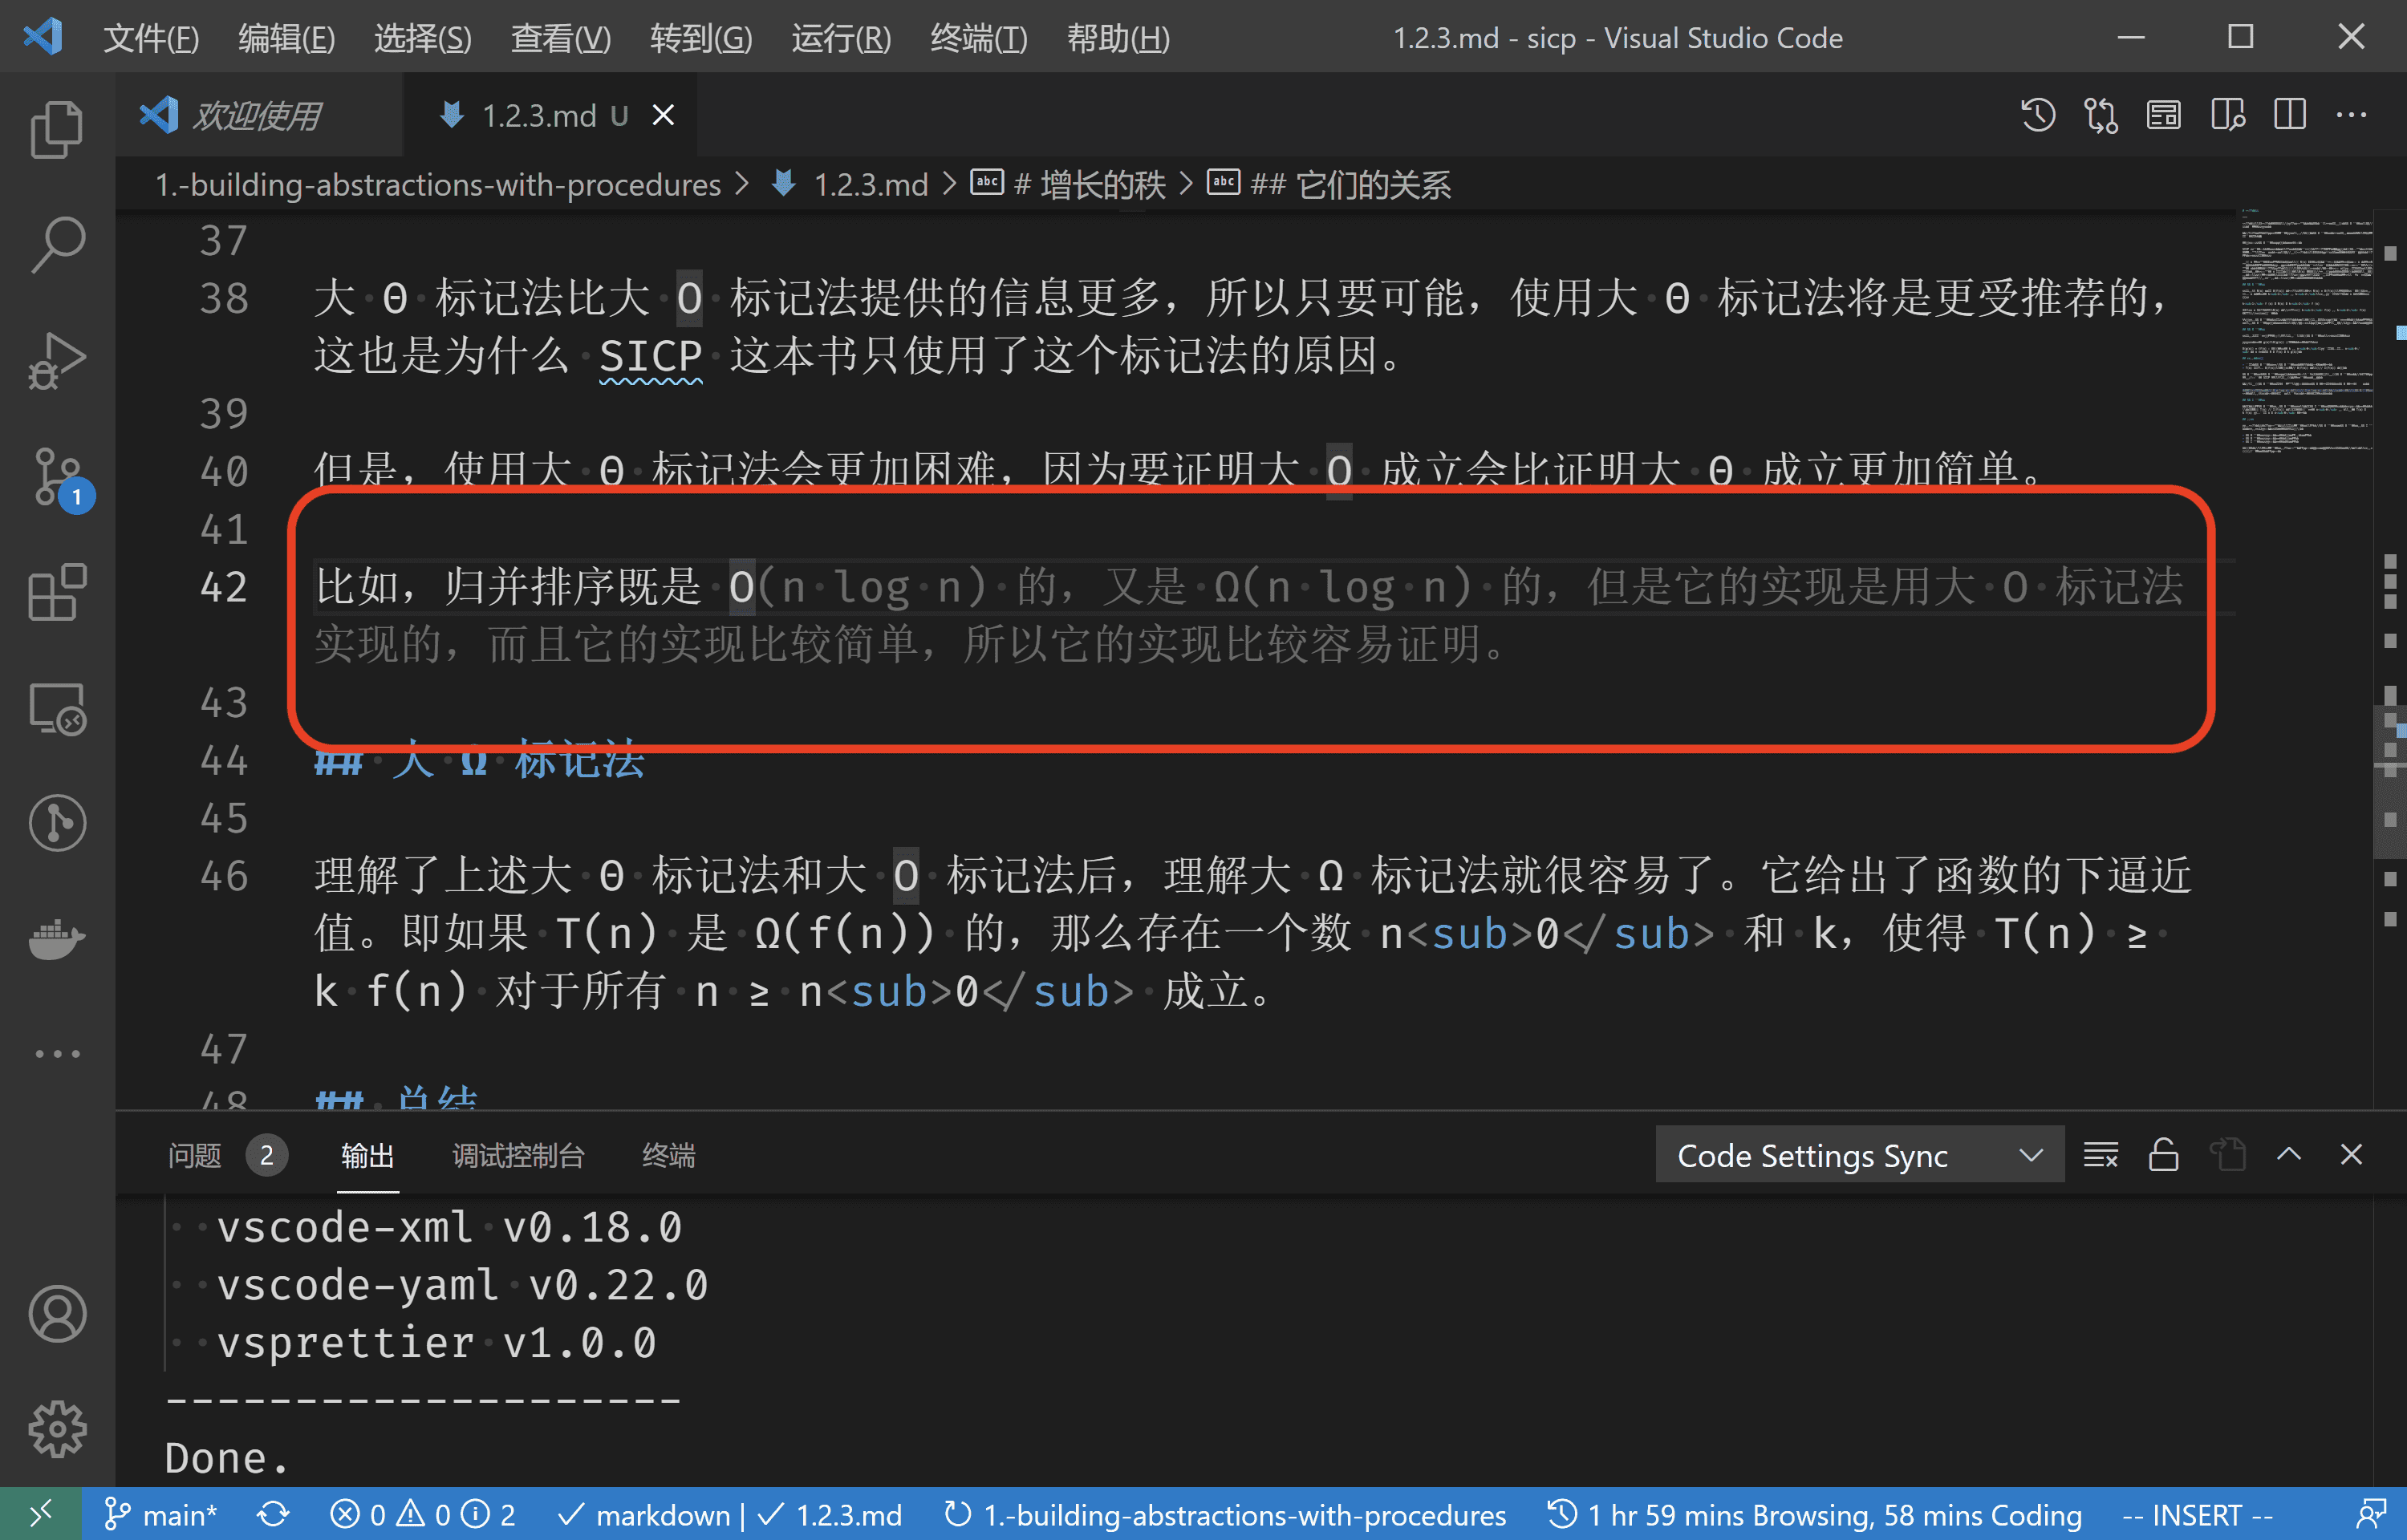 文件(F) 编辑(E) 选择(S) 查看(V) 转到(G) 运行(R) 终端(T) 帮助(H) 1.2.3.md - sicp - Visual Studio Code
欢迎使用 1.2.3.md U
1.-building-abstractions-with-procedures > 1.2.3.md > # 增长的秩 > ## 它们的关系
37
38 大 Θ 标记法比大 O 标记法提供的信息更多，所以只要可能，使用大 Θ 标记法将是更受推荐的，
这也是为什么 SICP 这本书只使用了这个标记法的原因。
39
40 但是，使用大 Θ 标记法会更加困难，因为要证明大 O 成立会比证明大 Θ 成立更加简单。
41
42 比如，归并排序既是 O(n log n) 的，又是 Ω(n log n) 的，但是它的实现是用大 O 标记法
实现的，而且它的实现比较简单，所以它的实现比较容易证明。
43
44 ## 大 Ω 标记法
45
46 理解了上述大 Θ 标记法和大 O 标记法后，理解大 Ω 标记法就很容易了。它给出了函数的下逼近
值。即如果 T(n) 是 Ω(f(n)) 的，那么存在一个数 n<sub>0</sub> 和 k，使得 T(n) ≥
k f(n) 对于所有 n ≥ n<sub>0</sub> 成立。
47
48 ## 总结
1
问题 2 输出 调试控制台 终端 Code Settings Sync
vscode-xml v0.18.0
vscode-yaml v0.22.0
vsprettier v1.0.0
--------------------
Done.
main* 0 0 2 markdown | 1.2.3.md 1.-building-abstractions-with-procedures 1 hr 59 mins Browsing, 58 mins Coding -- INSERT --